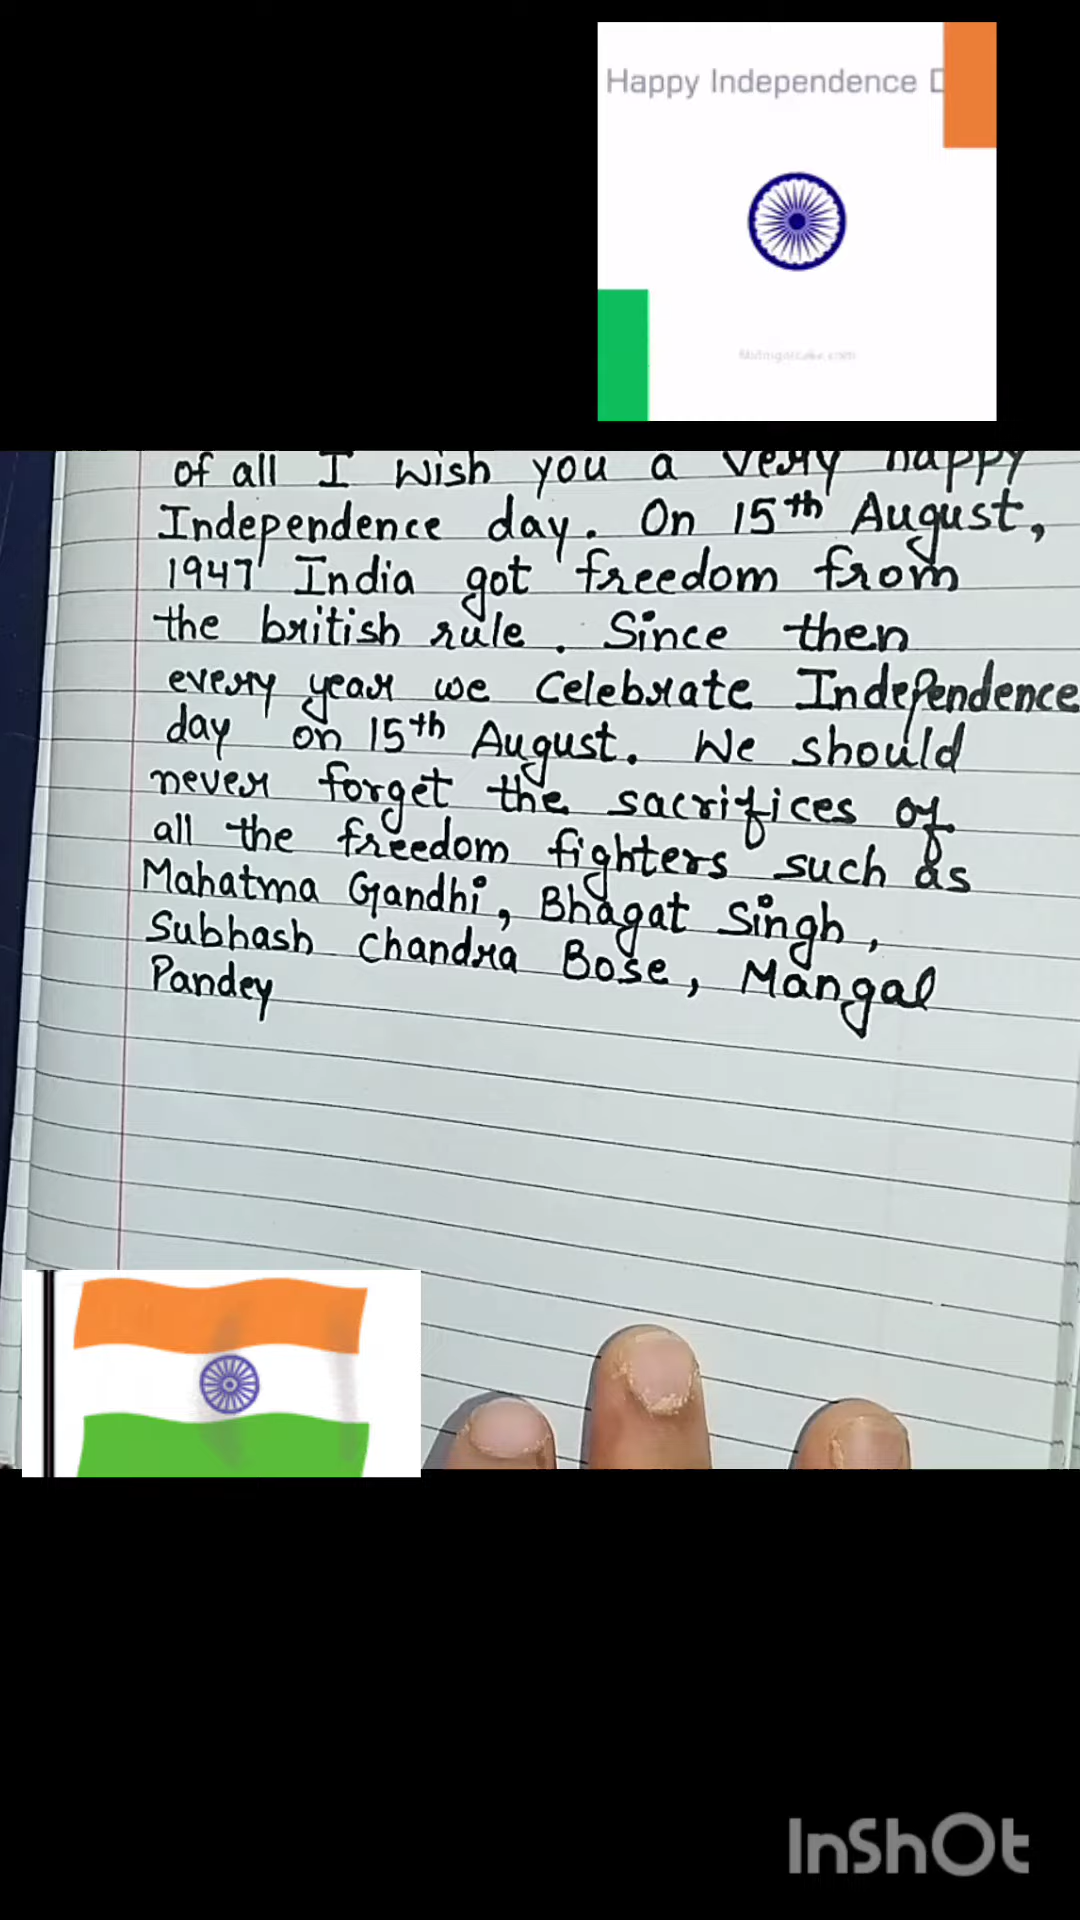 Happy Independence D
of all I wish you a very happy
Independence day. On 15th August,
1947 India got freedom from
the british rule. Since then
every year we celebrate Independence
day on 15th August. We should
never forget the sacrifices of
all the freedom fighters such as
Mahatma Gandhi, Bhagat Singh,
Subhash Chandra Bose, Mangal
Pandey
InShOt